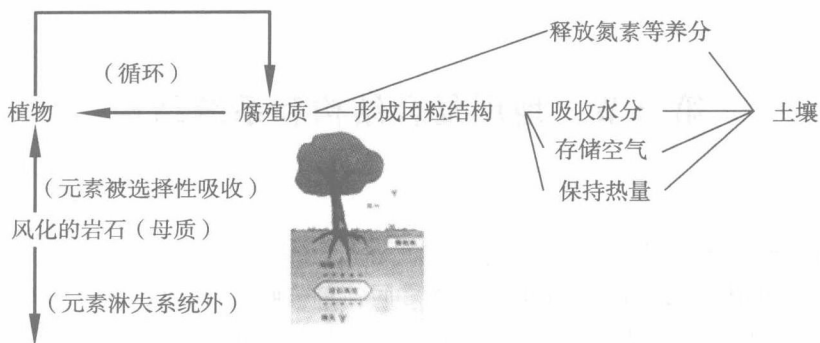 释放氮素等养分
（循环）
植物 腐殖质 形成团粒结构 吸收水分 土壤
存储空气
（元素被选择性吸收） 保持热量
风化的岩石（母质）
（元素淋失系统外）